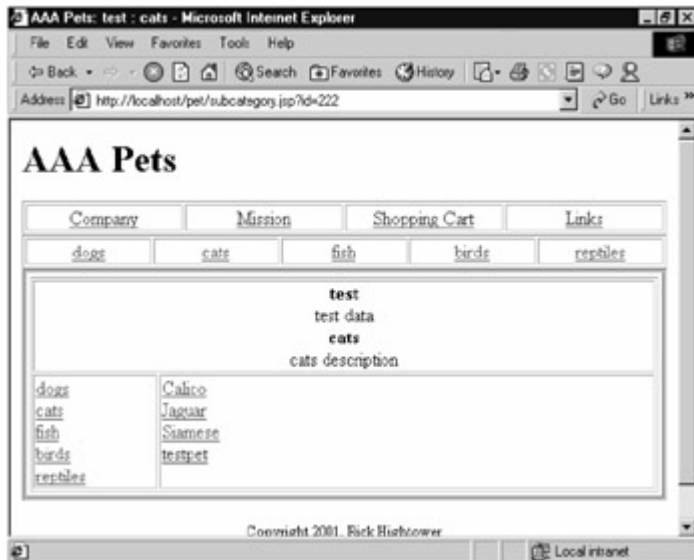 AAA Pets: test : cats - Microsoft Internet Explorer
File Edit View Favorites Tools Help
Back Search Favorites History
Address http://localhost/pet/subcategory.jsp?id=222 Go Links »
AAA Pets
Company Mission Shopping Cart Links
dogs cats fish birds reptiles
test
test data
cats
cats description
dogs Calico
cats Jaguar
fish Siamese
birds testpet
reptiles
Copyright 2001, Rick Hightower
Local intranet